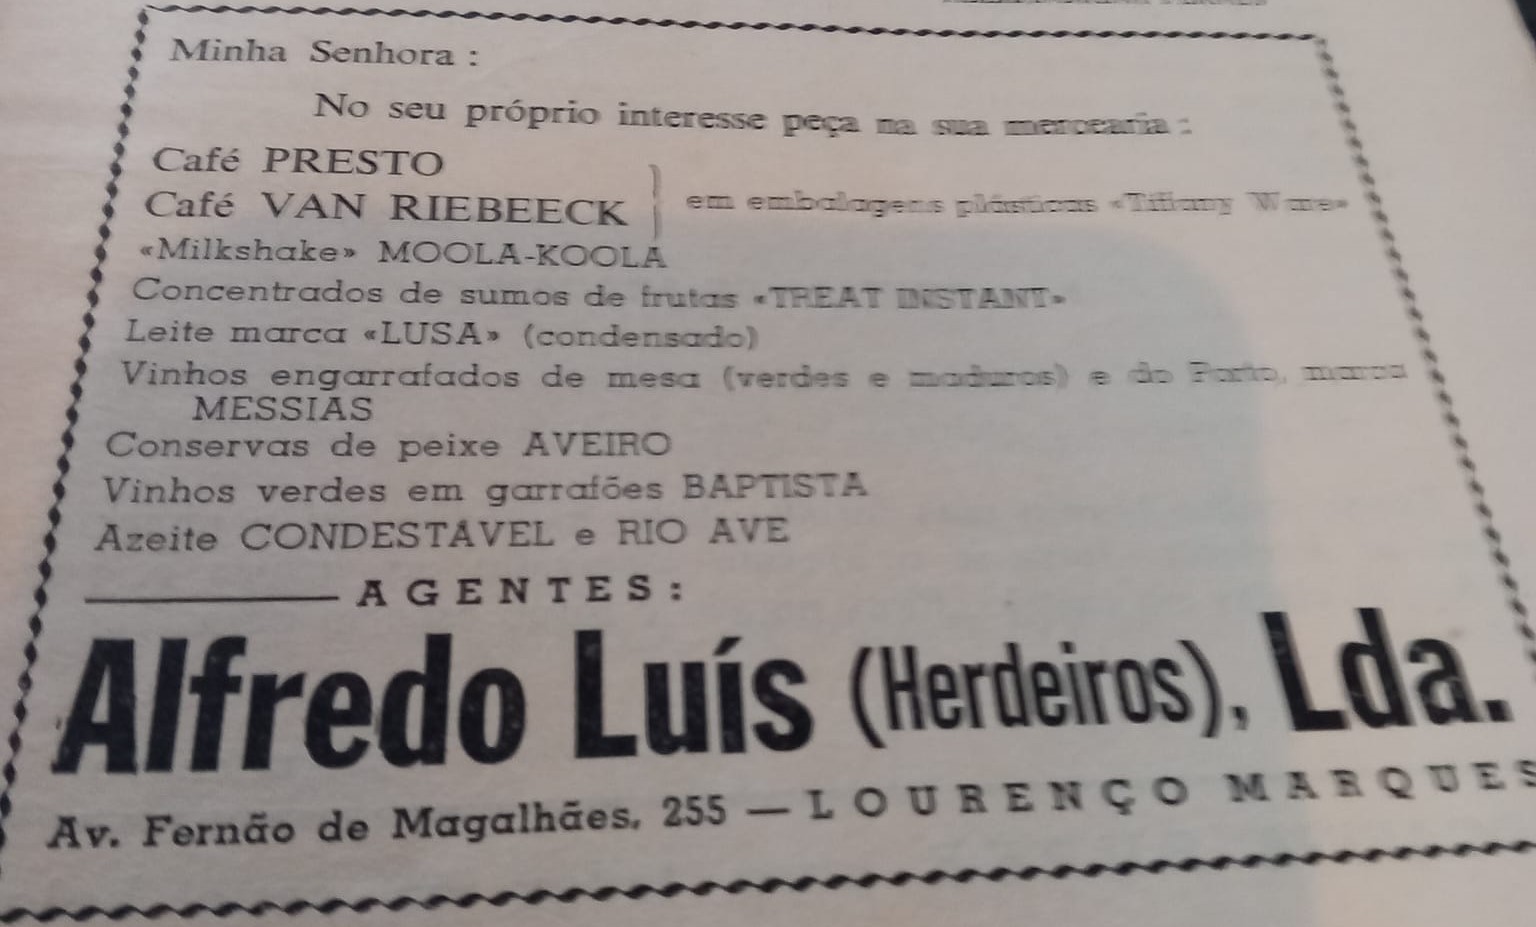 Minha Senhora :
No seu próprio interesse peça na sua mercearia :
Café PRESTO
Café VAN RIEBEECK } em embalagens plásticas «Tiffany Ware»
«Milkshake» MOOLA-KOOLA
Concentrados de sumos de frutas «TREAT INSTANT»
Leite marca «LUSA» (condensado)
Vinhos engarrafados de mesa (verdes e maduros) e do Porto, marca
MESSIAS
Conservas de peixe AVEIRO
Vinhos verdes em garrafões BAPTISTA
Azeite CONDESTÁVEL e RIO AVE
AGENTES:
Alfredo Luís (Herdeiros), Lda.
Av. Fernão de Magalhães, 255 — LOURENÇO MARQUES